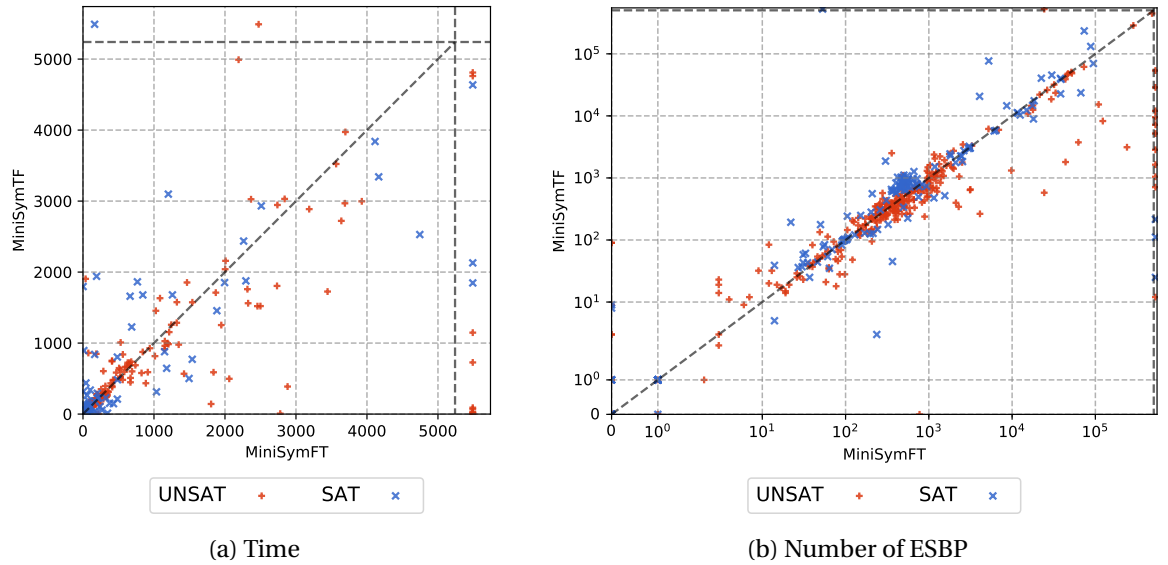 5000
4000
3000
2000
1000
0
MiniSymTF
0 1000 2000 3000 4000 5000
MiniSymFT
UNSAT SAT
(a) Time
10^5
10^4
10^3
10^2
10^1
10^0
0
MiniSymTF
0 10^0 10^1 10^2 10^3 10^4 10^5
MiniSymFT
UNSAT SAT
(b) Number of ESBP